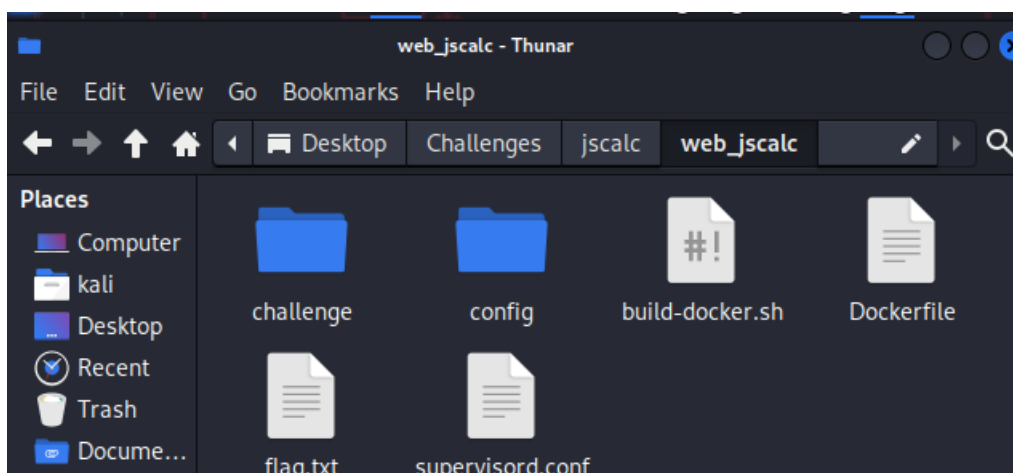 web_jscalc - Thunar
File Edit View Go Bookmarks Help
Desktop Challenges jscalc web_jscalc
Places
Computer
kali
Desktop
Recent
Trash
Docume...
#!
challenge config build-docker.sh Dockerfile
flag.txt supervisord.conf